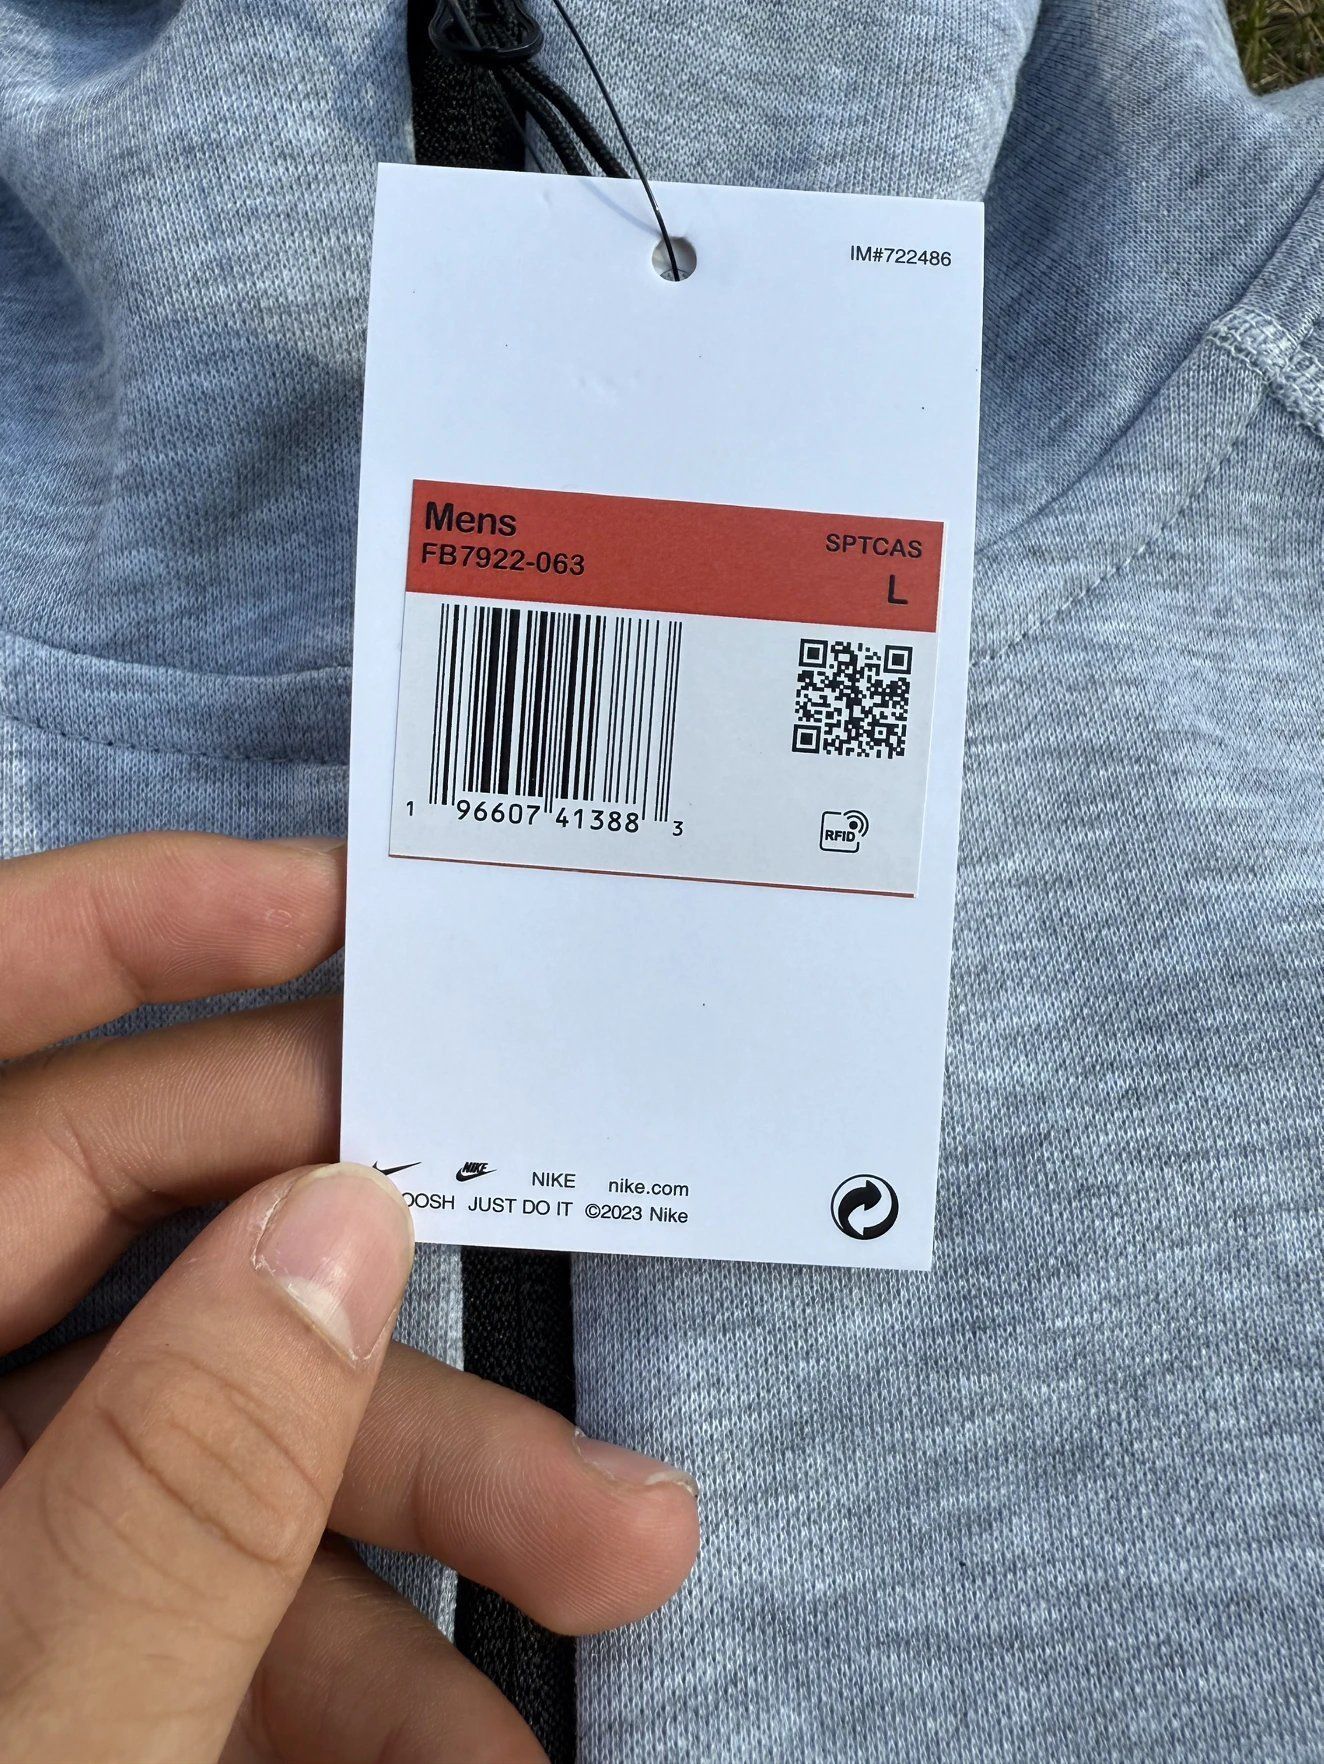 IM#722486
Mens
SPTCAS
FB7922-063
L
1 96607 41388 3
RFID
NIKE NIKE nike.com
JUST DO IT ©2023 Nike